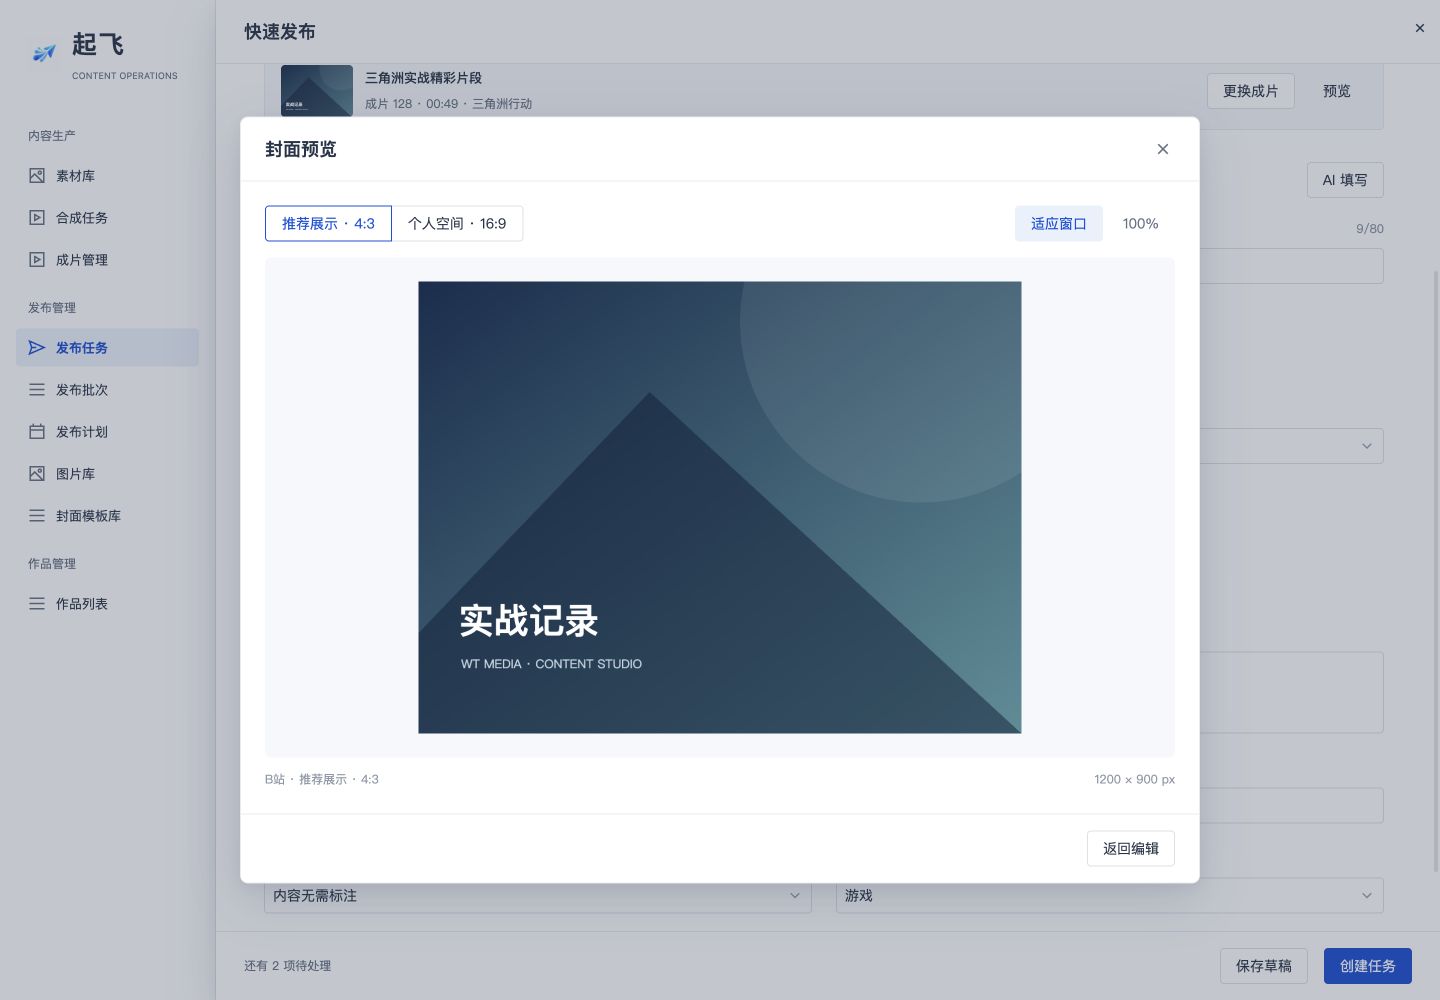 起飞
CONTENT OPERATIONS
内容生产
素材库
合成任务
成片管理
发布管理
发布任务
发布批次
发布计划
图片库
封面模板库
作品管理
作品列表
快速发布
三角洲实战精彩片段
成片 128 · 00:49 · 三角洲行动
更换成片
预览
AI 填写
9/80
封面预览
推荐展示 · 4:3
个人空间 · 16:9
适应窗口
100%
实战记录
WT MEDIA · CONTENT STUDIO
B站 · 推荐展示 · 4:3
1200 × 900 px
返回编辑
内容无需标注
游戏
还有 2 项待处理
保存草稿
创建任务